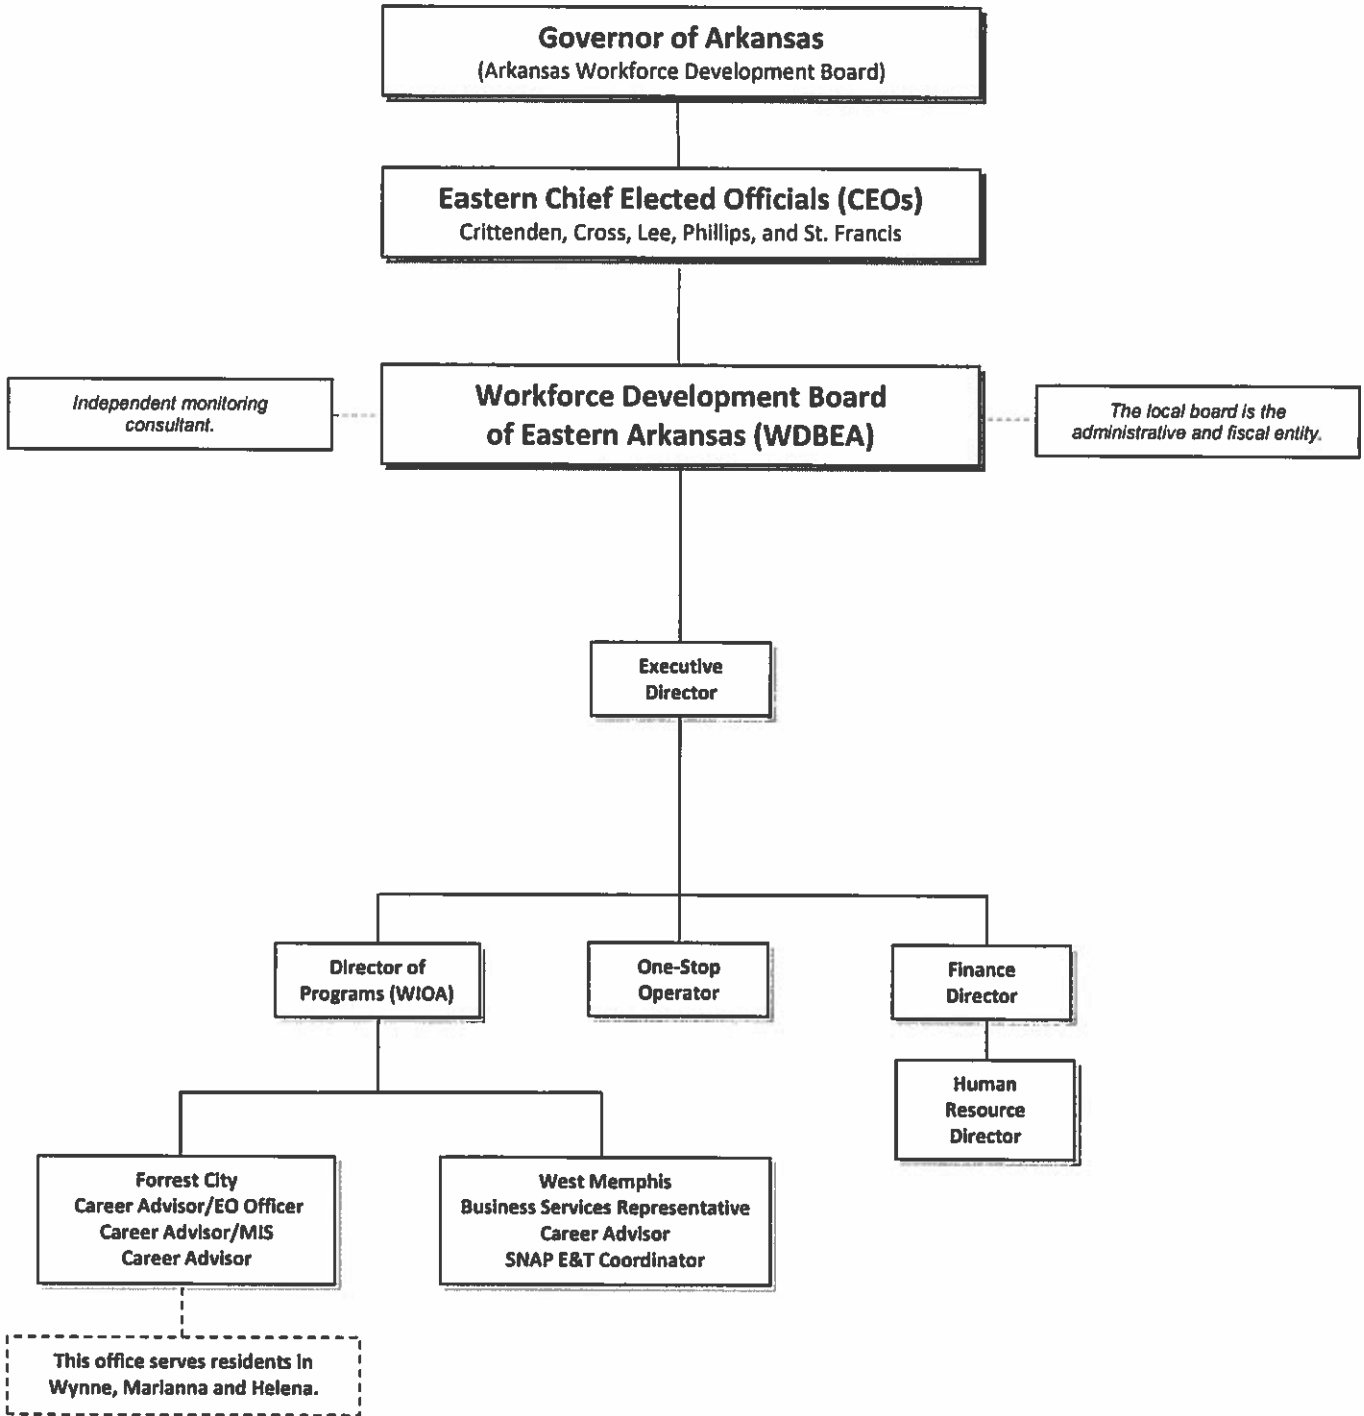 Governor of Arkansas
(Arkansas Workforce Development Board)
Eastern Chief Elected Officials (CEOs)
Crittenden, Cross, Lee, Phillips, and St. Francis
Independent monitoring
consultant.
Workforce Development Board
of Eastern Arkansas (WDBEA)
The local board is the
administrative and fiscal entity.
Executive
Director
Director of
Programs (WIOA)
One-Stop
Operator
Finance
Director
Human
Resource
Director
Forrest City
Career Advisor/EO Officer
Career Advisor/MIS
Career Advisor
West Memphis
Business Services Representative
Career Advisor
SNAP E&T Coordinator
This office serves residents in
Wynne, Marianna and Helena.